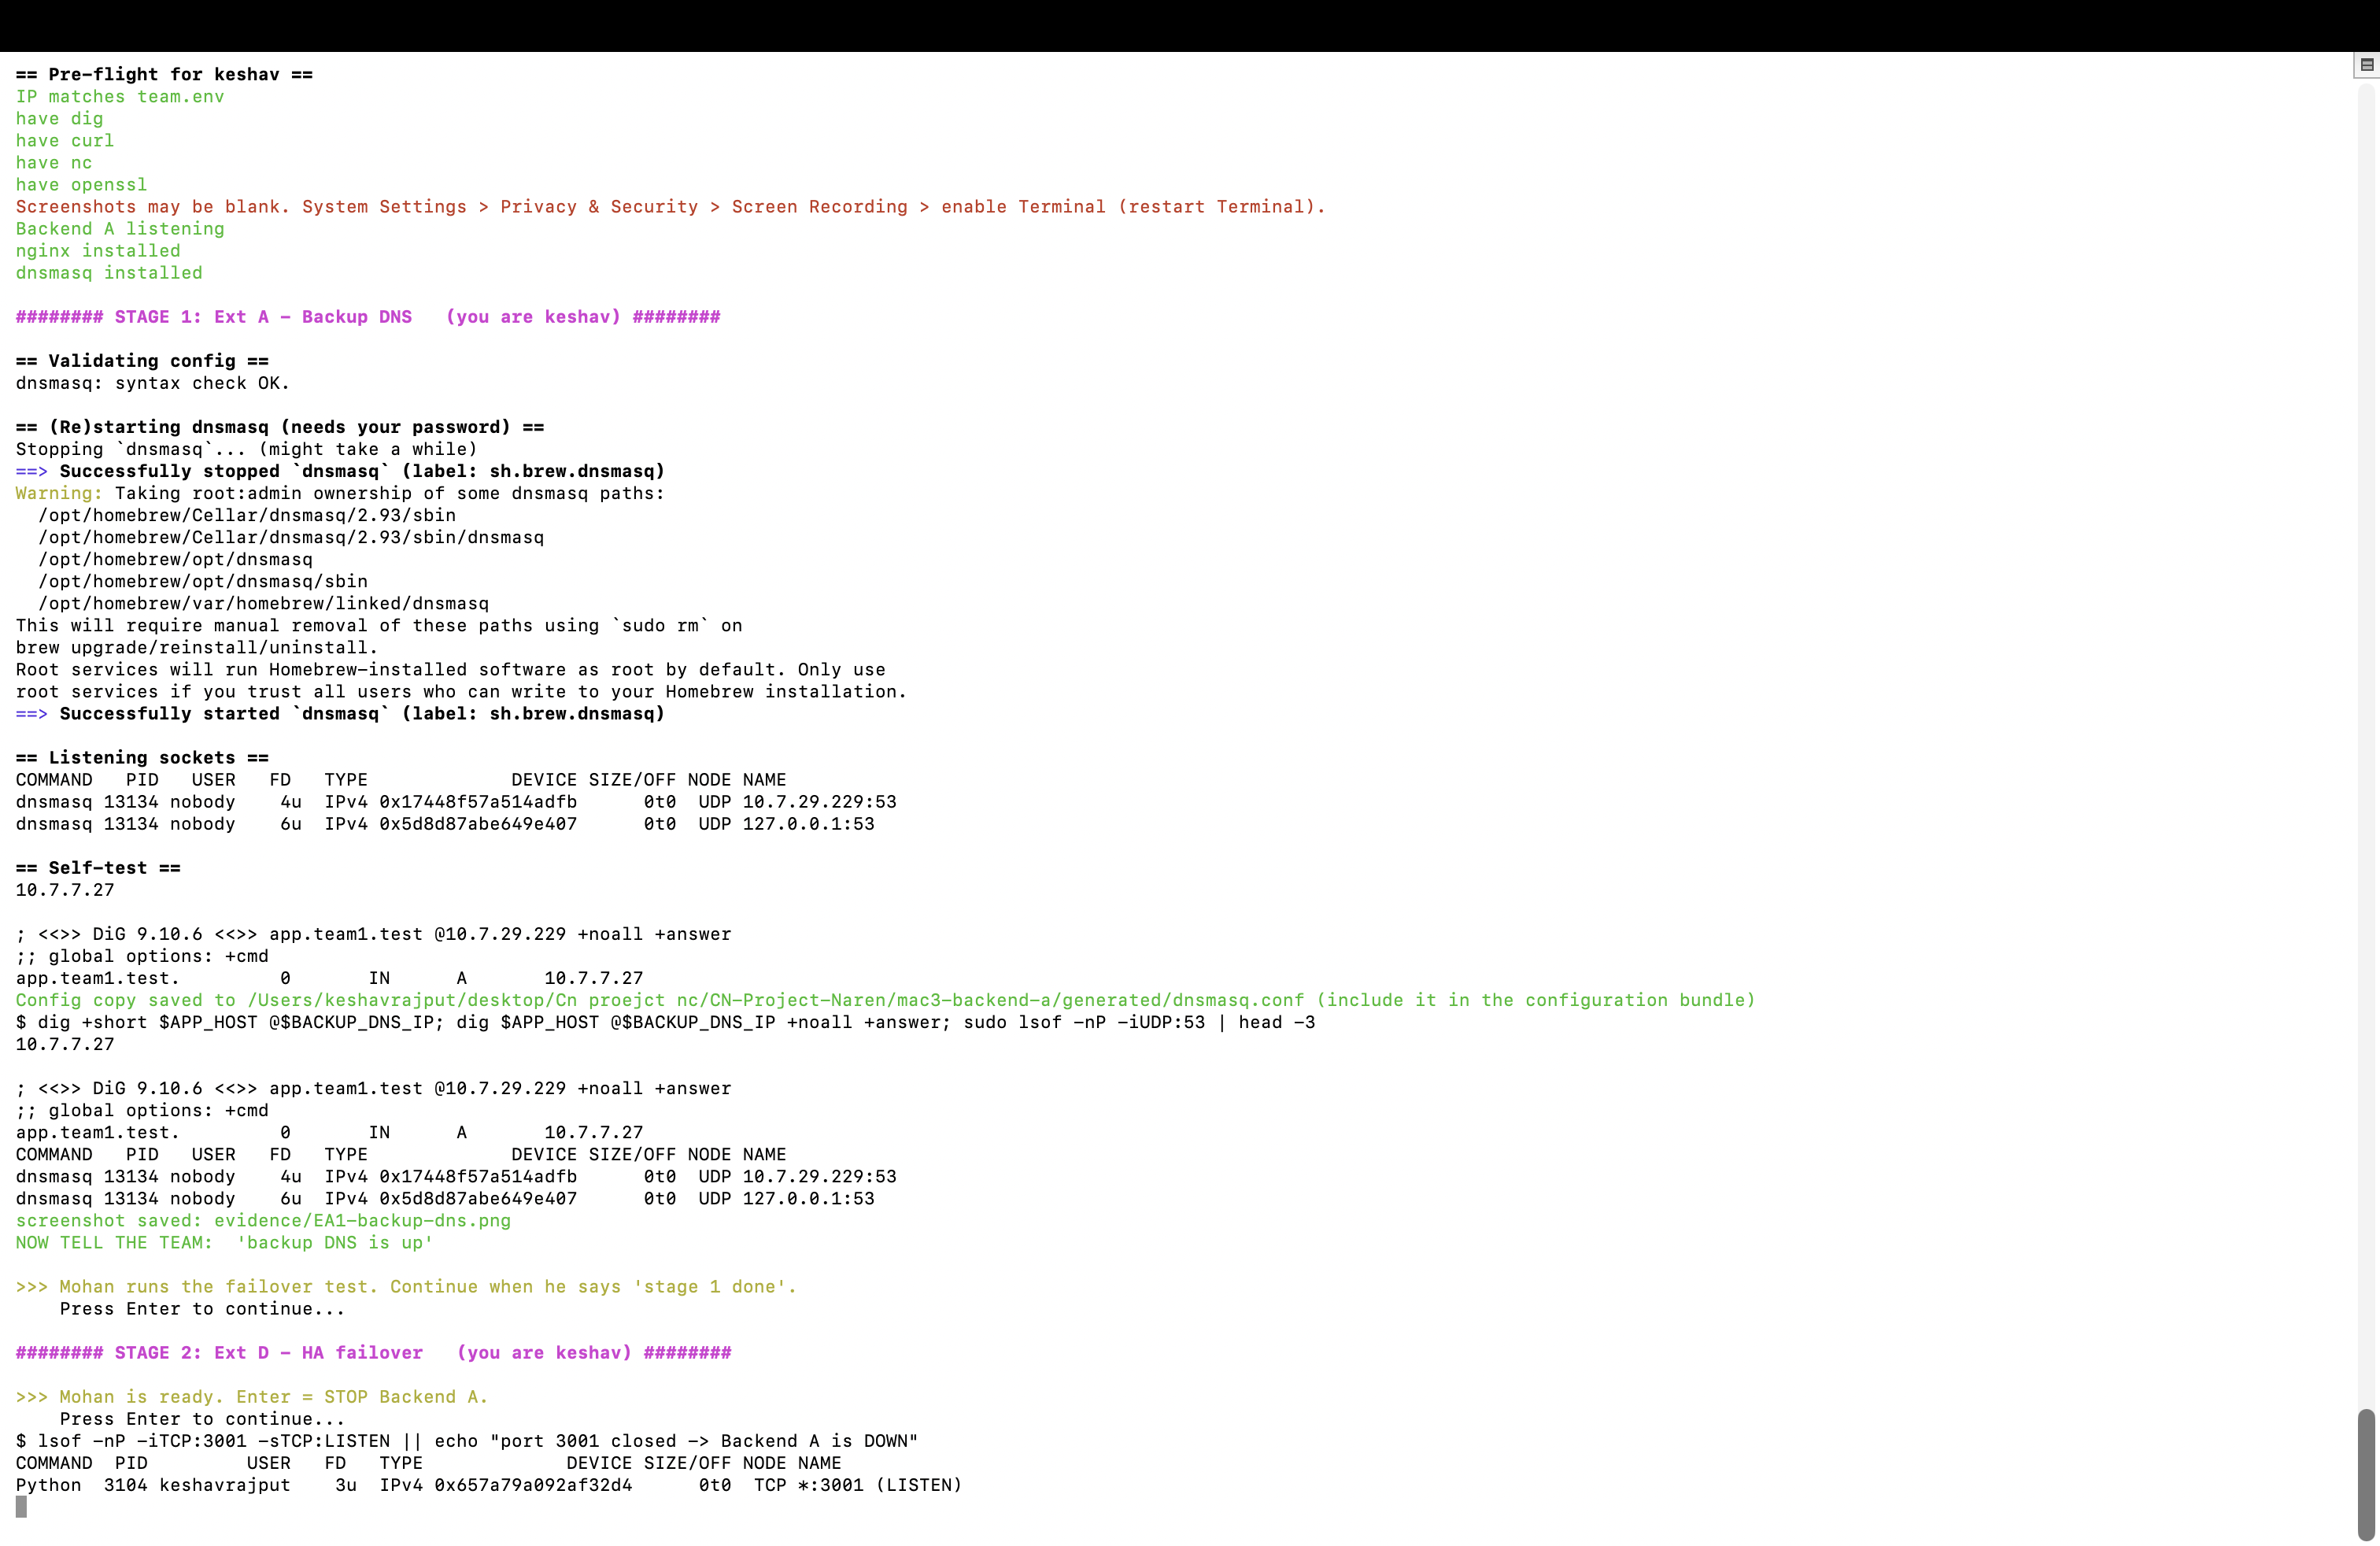 == Pre-flight for keshav ==
IP matches team.env
have dig
have curl
have nc
have openssl
Screenshots may be blank. System Settings > Privacy & Security > Screen Recording > enable Terminal (restart Terminal).
Backend A listening
nginx installed
dnsmasq installed
######## STAGE 1: Ext A - Backup DNS   (you are keshav) ########
== Validating config ==
dnsmasq: syntax check OK.
== (Re)starting dnsmasq (needs your password) ==
Stopping `dnsmasq`... (might take a while)
==> Successfully stopped `dnsmasq` (label: sh.brew.dnsmasq)
Warning: Taking root:admin ownership of some dnsmasq paths:
  /opt/homebrew/Cellar/dnsmasq/2.93/sbin
  /opt/homebrew/Cellar/dnsmasq/2.93/sbin/dnsmasq
  /opt/homebrew/opt/dnsmasq
  /opt/homebrew/opt/dnsmasq/sbin
  /opt/homebrew/var/homebrew/linked/dnsmasq
This will require manual removal of these paths using `sudo rm` on
brew upgrade/reinstall/uninstall.
Root services will run Homebrew-installed software as root by default. Only use
root services if you trust all users who can write to your Homebrew installation.
==> Successfully started `dnsmasq` (label: sh.brew.dnsmasq)
== Listening sockets ==
COMMAND   PID   USER   FD   TYPE             DEVICE SIZE/OFF NODE NAME
dnsmasq 13134 nobody    4u  IPv4 0x17448f57a514adfb      0t0  UDP 10.7.29.229:53
dnsmasq 13134 nobody    6u  IPv4 0x5d8d87abe649e407      0t0  UDP 127.0.0.1:53
== Self-test ==
10.7.7.27
; <<>> DiG 9.10.6 <<>> app.team1.test @10.7.29.229 +noall +answer
;; global options: +cmd
app.team1.test.         0       IN      A       10.7.7.27
Config copy saved to /Users/keshavrajput/desktop/Cn proejct nc/CN-Project-Naren/mac3-backend-a/generated/dnsmasq.conf (include it in the configuration bundle)
$ dig +short $APP_HOST @$BACKUP_DNS_IP; dig $APP_HOST @$BACKUP_DNS_IP +noall +answer; sudo lsof -nP -iUDP:53 | head -3
10.7.7.27
; <<>> DiG 9.10.6 <<>> app.team1.test @10.7.29.229 +noall +answer
;; global options: +cmd
app.team1.test.         0       IN      A       10.7.7.27
COMMAND   PID   USER   FD   TYPE             DEVICE SIZE/OFF NODE NAME
dnsmasq 13134 nobody    4u  IPv4 0x17448f57a514adfb      0t0  UDP 10.7.29.229:53
dnsmasq 13134 nobody    6u  IPv4 0x5d8d87abe649e407      0t0  UDP 127.0.0.1:53
screenshot saved: evidence/EA1-backup-dns.png
NOW TELL THE TEAM:  'backup DNS is up'
>>> Mohan runs the failover test. Continue when he says 'stage 1 done'.
    Press Enter to continue...
######## STAGE 2: Ext D - HA failover   (you are keshav) ########
>>> Mohan is ready. Enter = STOP Backend A.
    Press Enter to continue...
$ lsof -nP -iTCP:3001 -sTCP:LISTEN || echo "port 3001 closed -> Backend A is DOWN"
COMMAND  PID         USER   FD   TYPE             DEVICE SIZE/OFF NODE NAME
Python  3104 keshavrajput    3u  IPv4 0x657a79a092af32d4      0t0  TCP *:3001 (LISTEN)